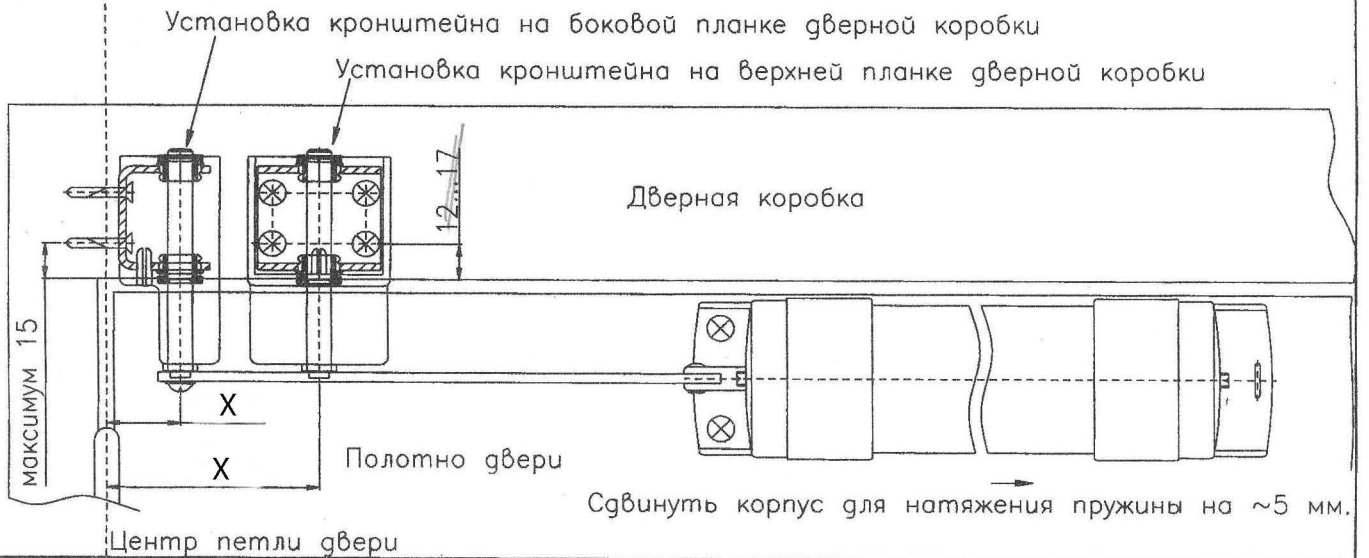 Установка кронштейна на боковой планке дверной коробки
Установка кронштейна на верхней планке дверной коробки
12...17
Дверная коробка
максимум 15
X
X
Полотно двери
Сдвинуть корпус для натяжения пружины на ~5 мм.
Центр петли двери